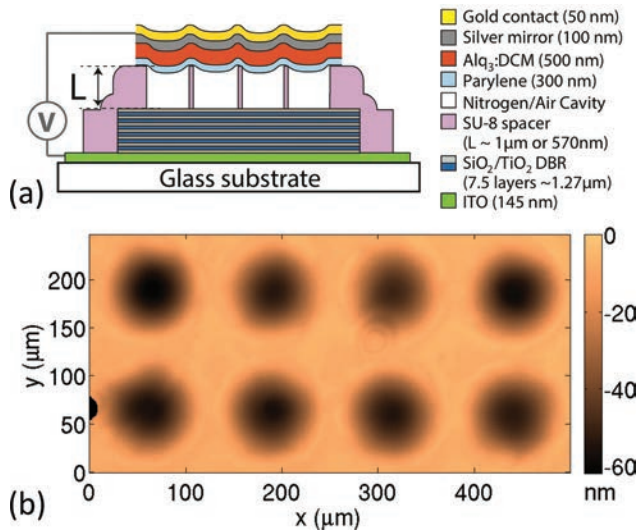 Gold contact (50 nm)
Silver mirror (100 nm)
Alq₃:DCM (500 nm)
Parylene (300 nm)
Nitrogen/Air Cavity
SU-8 spacer
(L ~ 1μm or 570nm)
SiO₂/TiO₂ DBR
(7.5 layers ~1.27μm)
ITO (145 nm)
L
V
Glass substrate
(a)
200
150
100
50
0
y (μm)
0
100
200
300
400
x (μm)
0
-20
-40
-60
nm
(b)